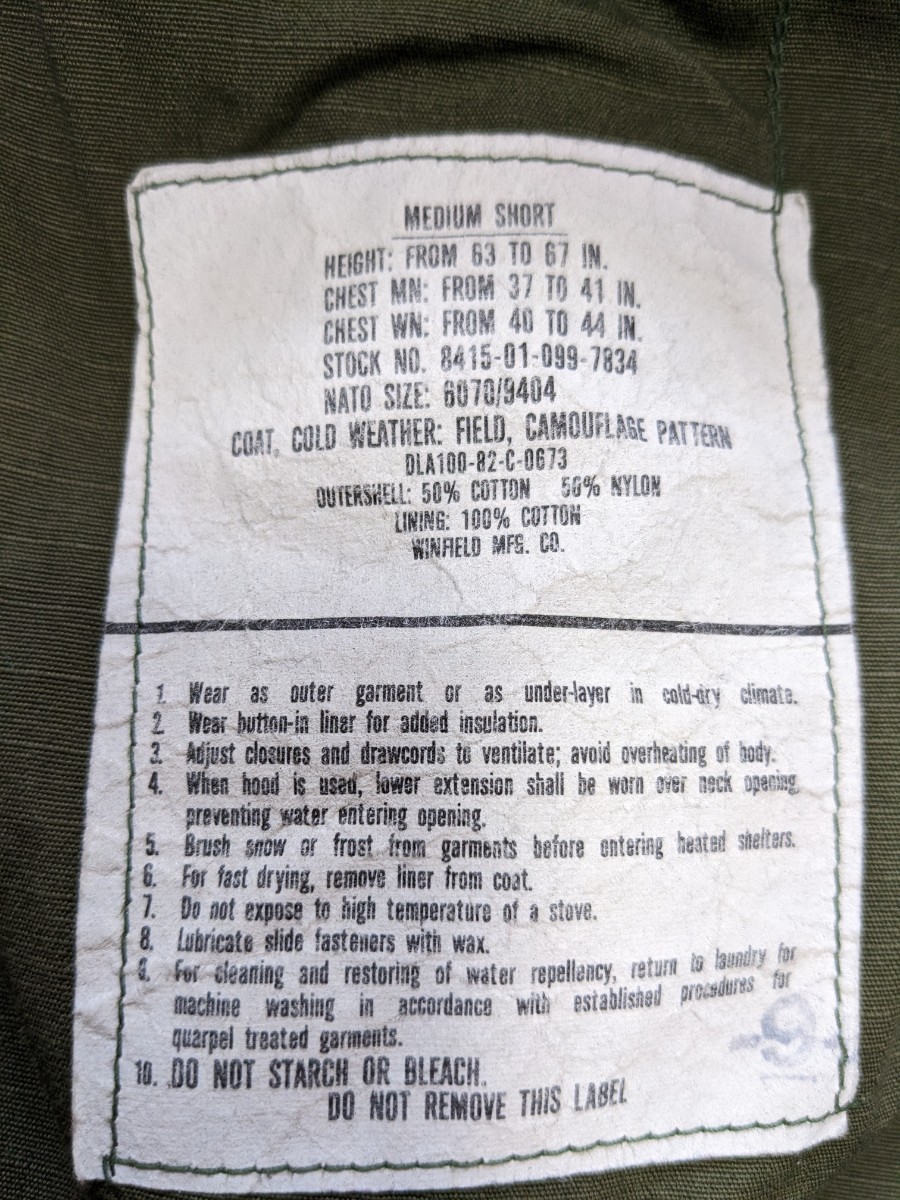 MEDIUM SHORT
HEIGHT: FROM 63 TO 67 IN.
CHEST MN: FROM 37 TO 41 IN.
CHEST WN: FROM 40 TO 44 IN.
STOCK NO. 8415-01-099-7834
NATO SIZE: 6070/9404
COAT, COLD WEATHER: FIELD, CAMOUFLAGE PATTERN
DLA100-82-C-0673
OUTERSHELL: 50% COTTON 50% NYLON
LINING: 100% COTTON
WINFIELD MFG. CO.
1. Wear as outer garment or as under-layer in cold-dry climate.
2. Wear button-in liner for added insulation.
3. Adjust closures and drawcords to ventilate; avoid overheating of body.
4. When hood is used, lower extension shall be worn over neck opening,
preventing water entering opening.
5. Brush snow or frost from garments before entering heated shelters.
6. For fast drying, remove liner from coat.
7. Do not expose to high temperature of a stove.
8. Lubricate slide fasteners with wax.
9. For cleaning and restoring of water repellency, return to laundry for
machine washing in accordance with established procedures for
quarpel treated garments.
10. DO NOT STARCH OR BLEACH.
DO NOT REMOVE THIS LABEL